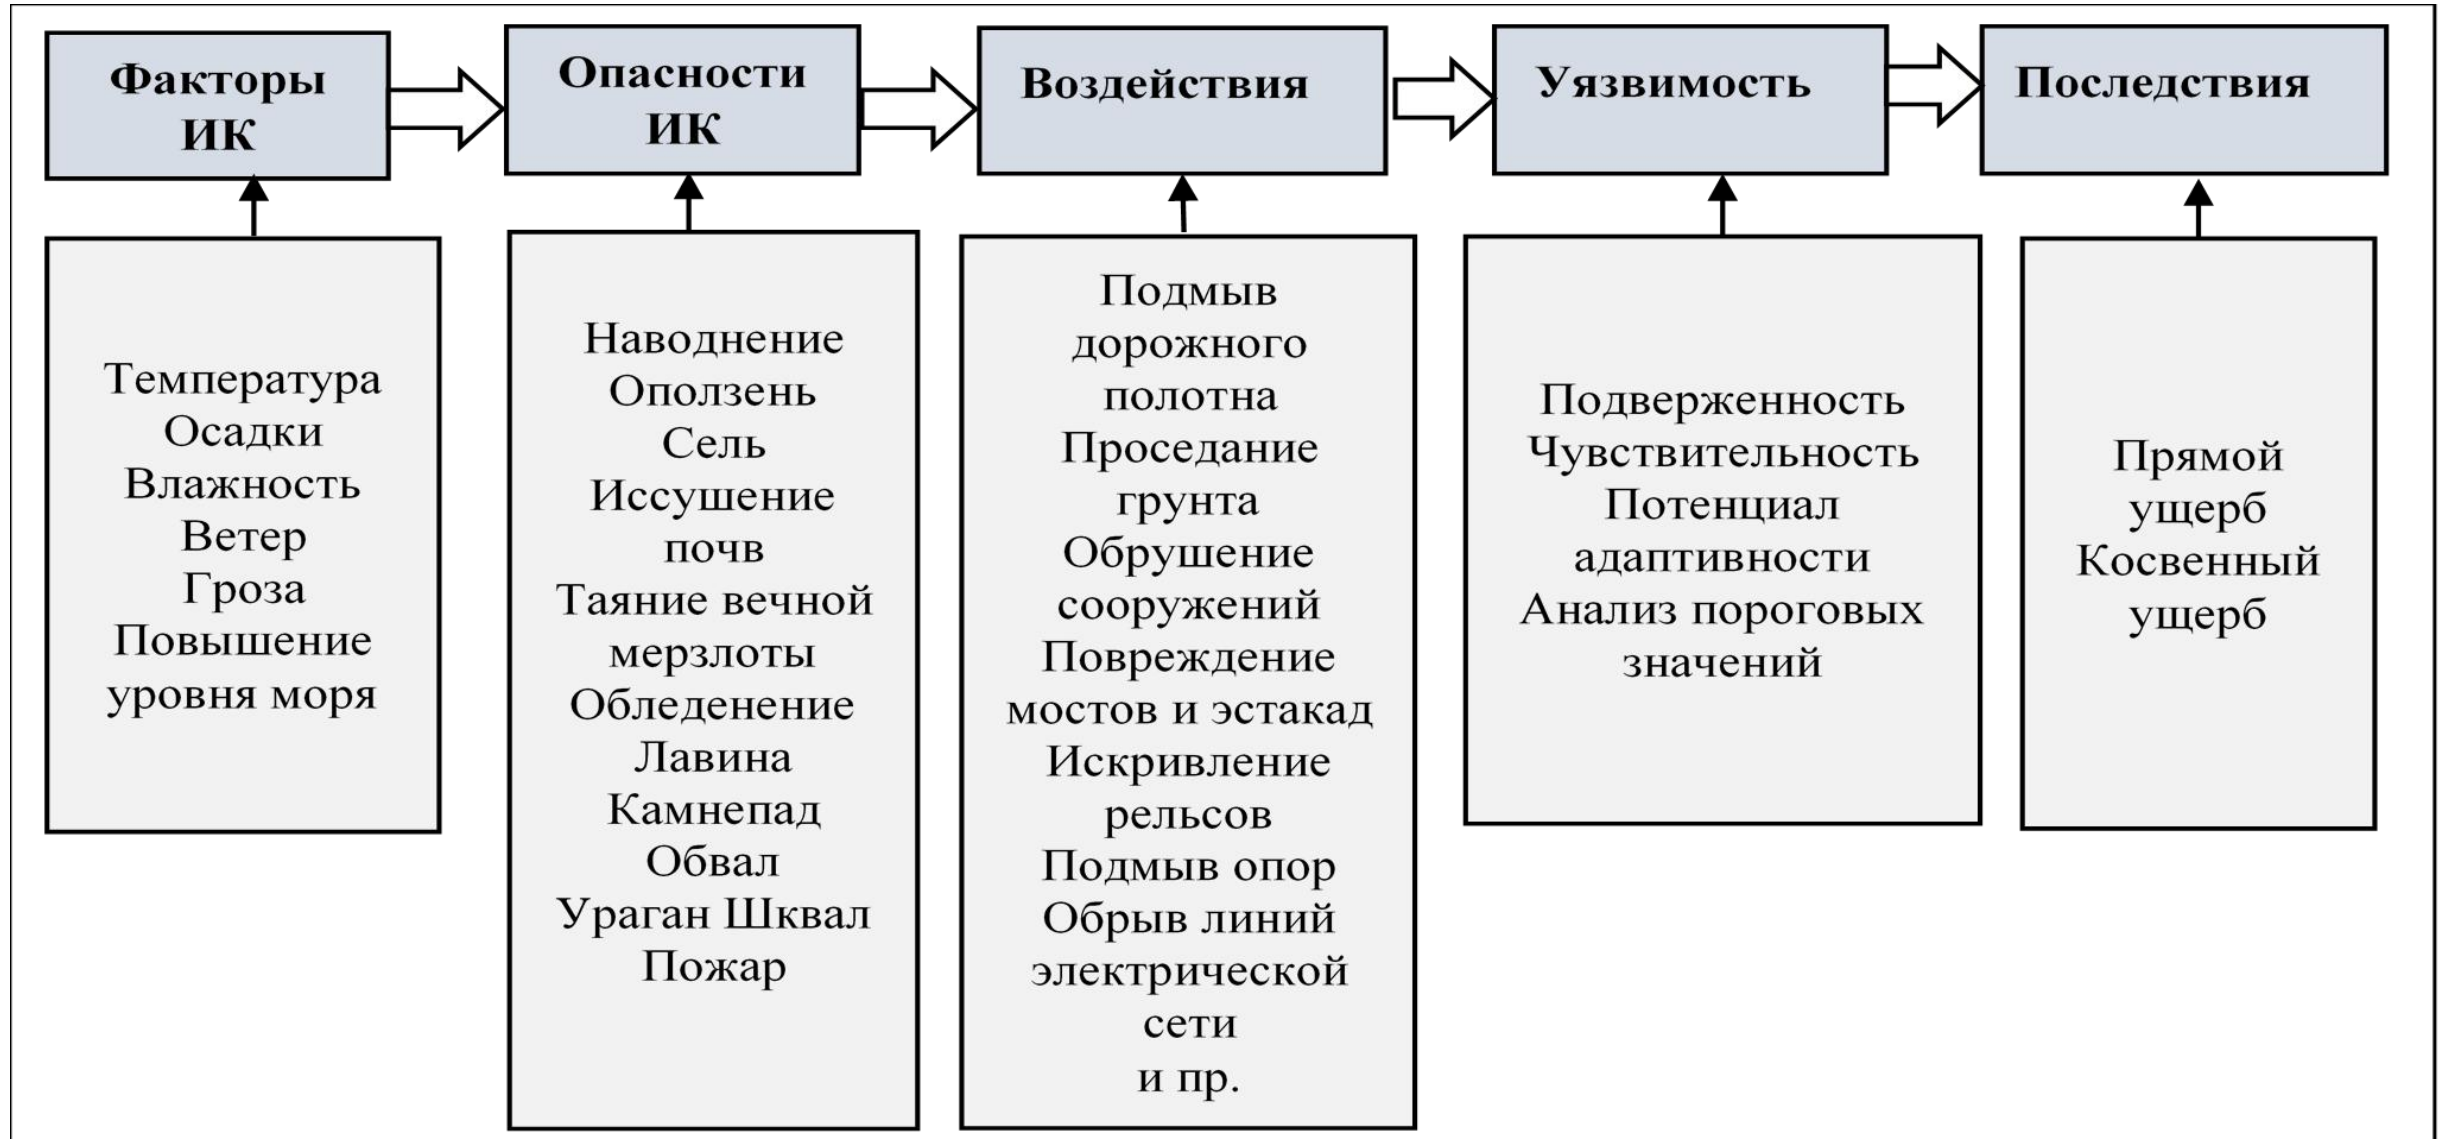 Факторы
ИК
Опасности
ИК
Воздействия
Уязвимость
Последствия
Температура
Осадки
Влажность
Ветер
Гроза
Повышение
уровня моря
Наводнение
Оползень
Сель
Иссушение
почв
Таяние вечной
мерзлоты
Обледенение
Лавина
Камнепад
Обвал
Ураган Шквал
Пожар
Подмыв
дорожного
полотна
Проседание
грунта
Обрушение
сооружений
Повреждение
мостов и эстакад
Искривление
рельсов
Подмыв опор
Обрыв линий
электрической
сети
и пр.
Подверженность
Чувствительность
Потенциал
адаптивности
Анализ пороговых
значений
Прямой
ущерб
Косвенный
ущерб